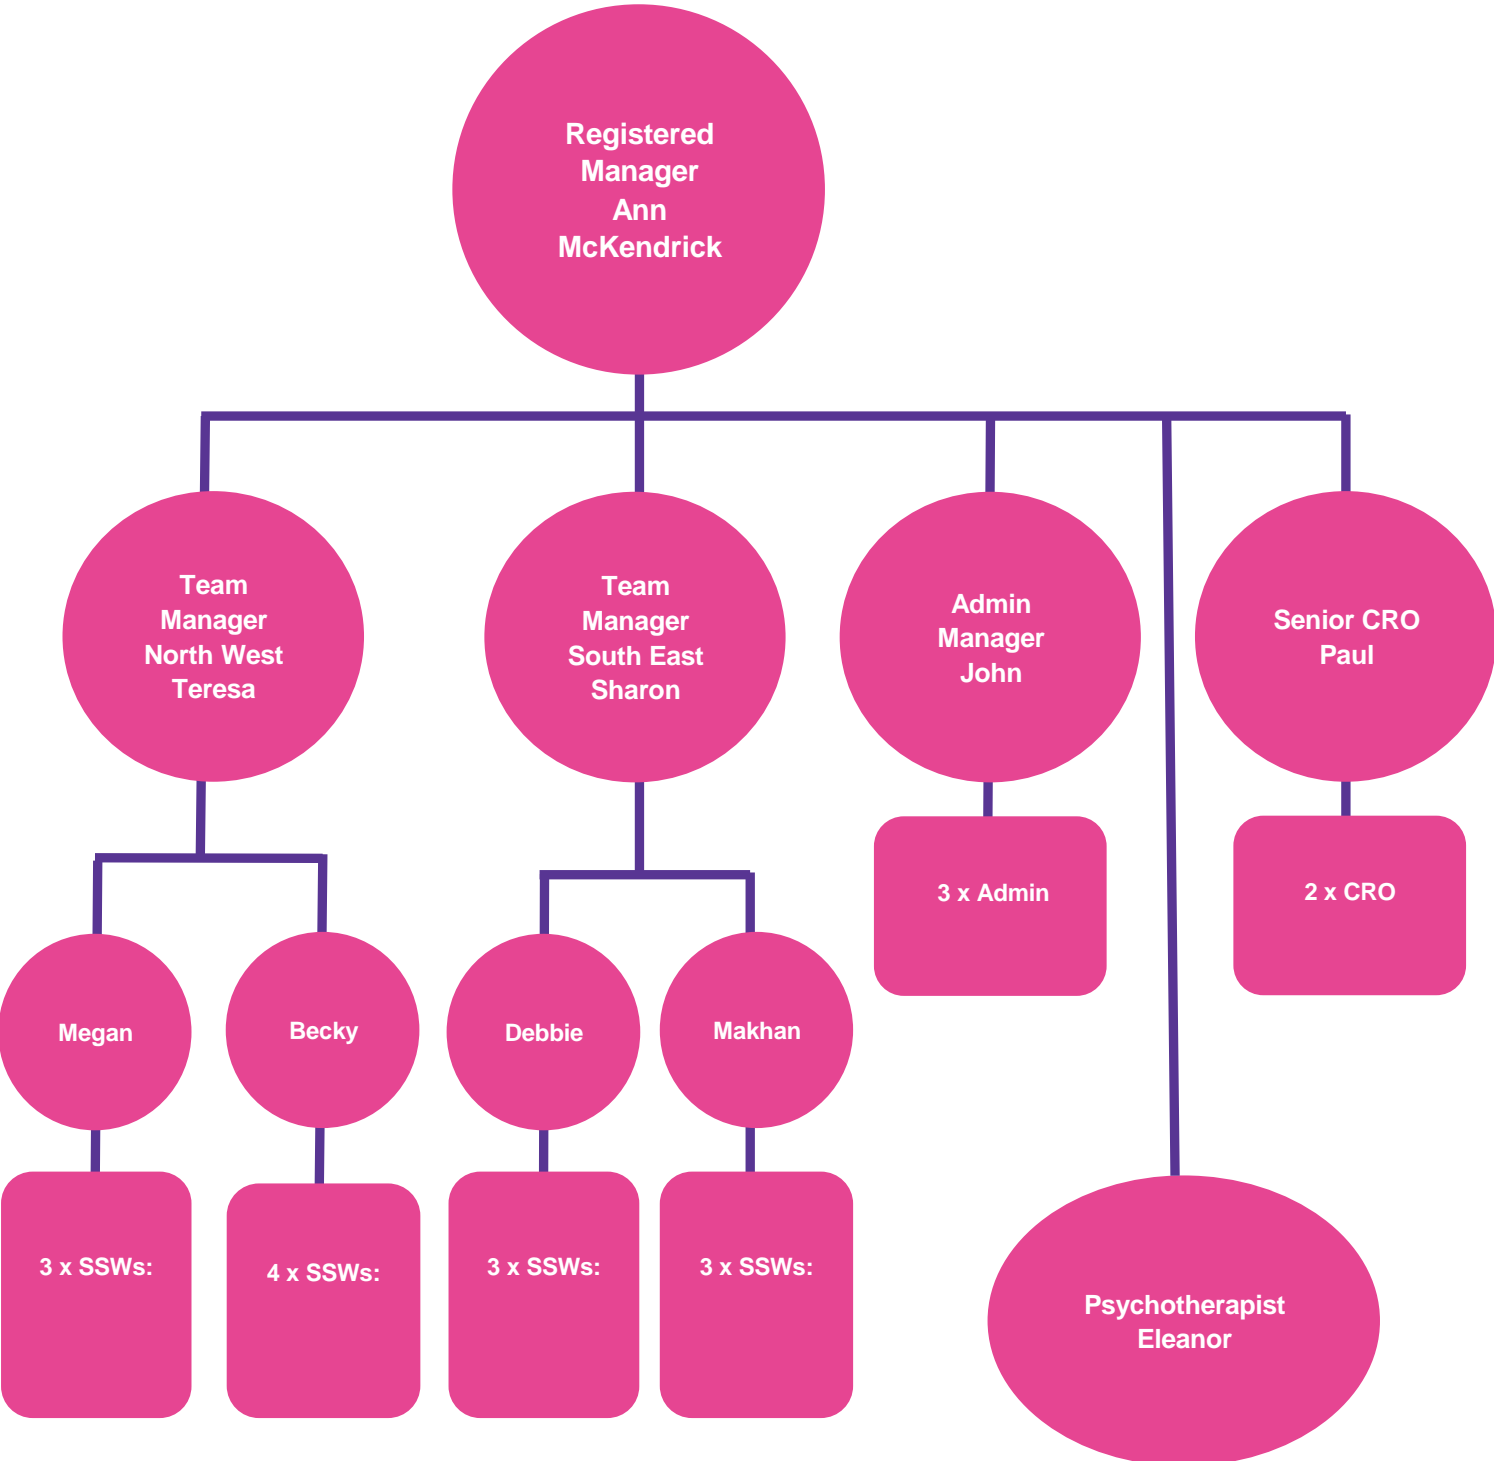 Registered
Manager
Ann
McKendrick
Team
Manager
North West
Teresa
Team
Manager
South East
Sharon
Admin
Manager
John
Senior CRO
Paul
3 x Admin
2 x CRO
Megan
Becky
Debbie
Makhan
3 x SSWs:
4 x SSWs:
3 x SSWs:
3 x SSWs:
Psychotherapist
Eleanor